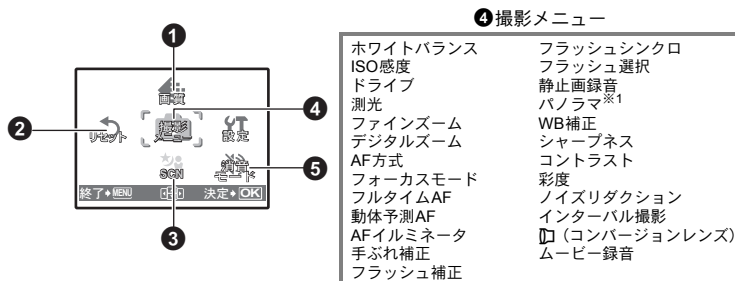 ❹撮影メニュー
❶
❷
❹
❺
❸
画質
リセット
撮影
メニュー
設定
SCN
消音
モード
終了 MENU
決定 OK
ホワイトバランス
ISO感度
ドライブ
測光
ファインズーム
デジタルズーム
AF方式
フォーカスモード
フルタイムAF
動体予測AF
AFイルミネータ
手ぶれ補正
フラッシュ補正
フラッシュシンクロ
フラッシュ選択
静止画録音
パノラマ※1
WB補正
シャープネス
コントラスト
彩度
ノイズリダクション
インターバル撮影
（コンバージョンレンズ）
ムービー録音